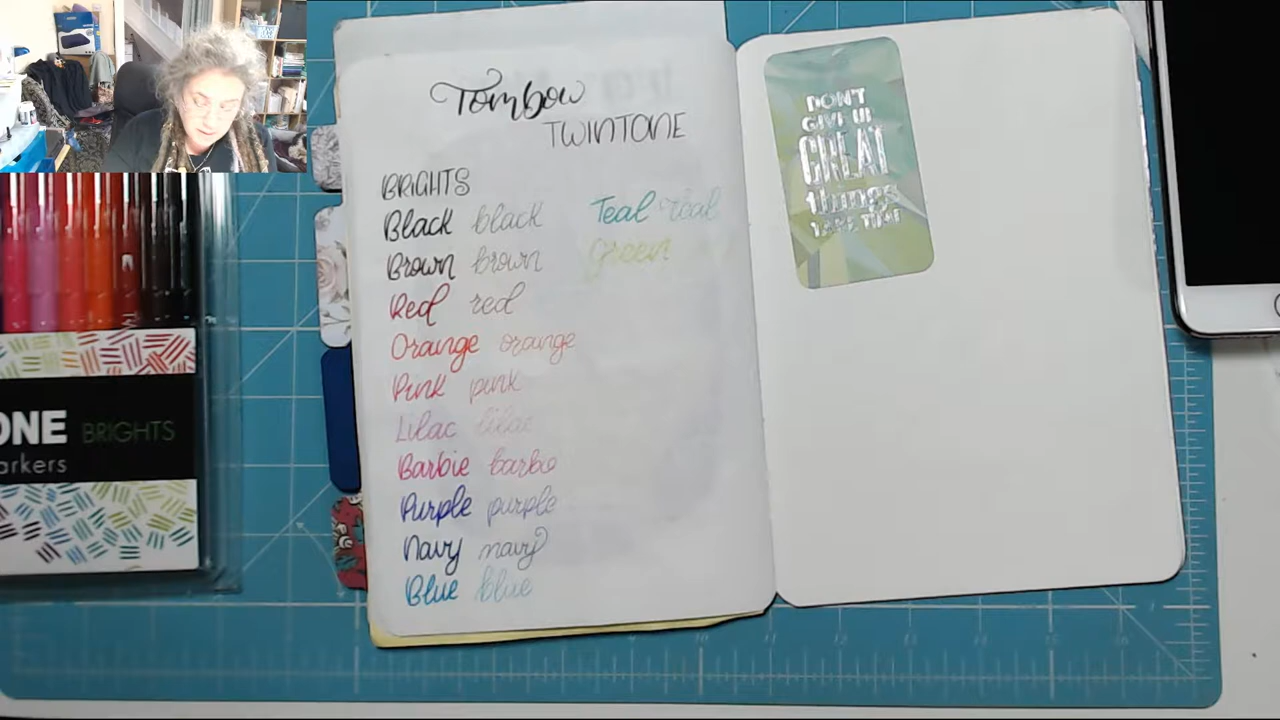 Tombow
TWINTONE
BRIGHTS
Black black
Brown brown
Red red
Orange orange
Pink pink
Lilac lilac
Barbie barbie
Purple purple
Navy navy
Blue blue
Teal teal
Green
DON'T
GIVE UP
GREAT
things
TAKE TIME
ONE BRIGHTS
arkers